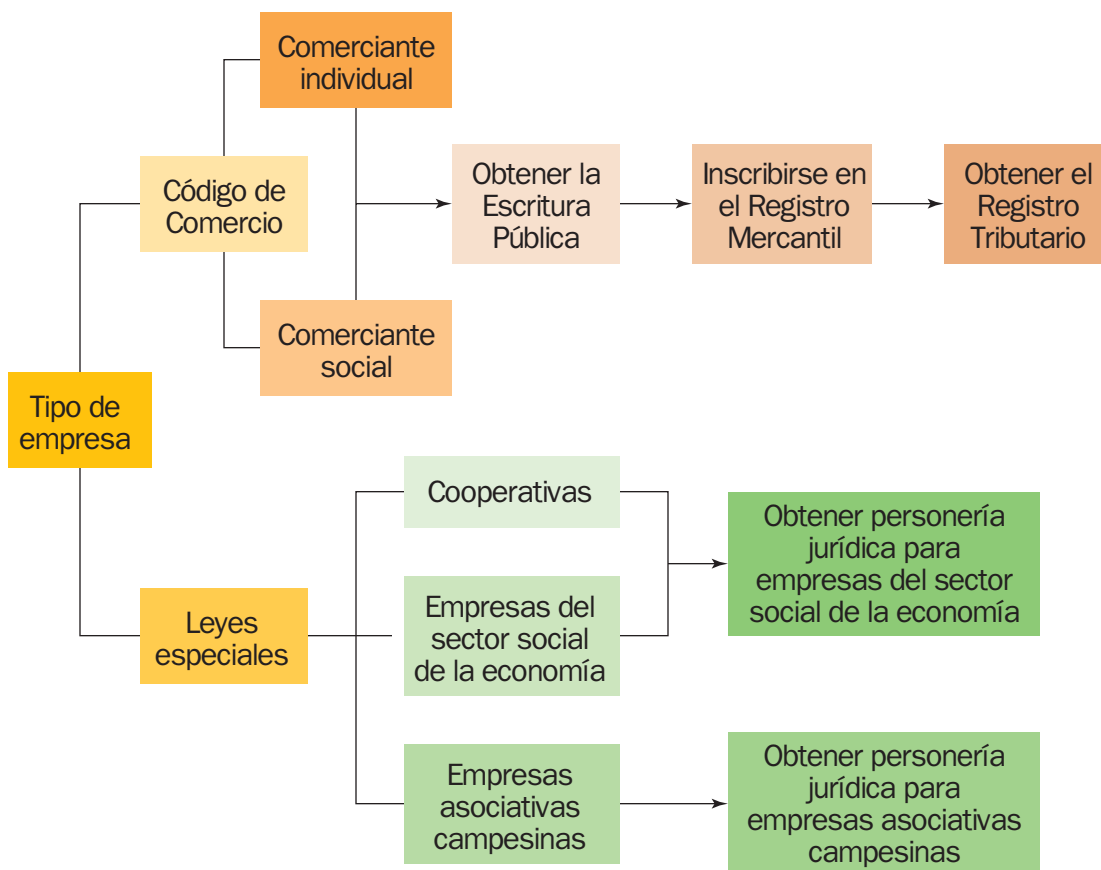 Comerciante
individual
Código de
Comercio
Obtener la
Escritura
Pública
Inscribirse en
el Registro
Mercantil
Obtener el
Registro
Tributario
Comerciante
social
Tipo de
empresa
Cooperativas
Obtener personería
jurídica para
empresas del sector
social de la economía
Leyes
especiales
Empresas del
sector social
de la economía
Empresas
asociativas
campesinas
Obtener personería
jurídica para
empresas asociativas
campesinas